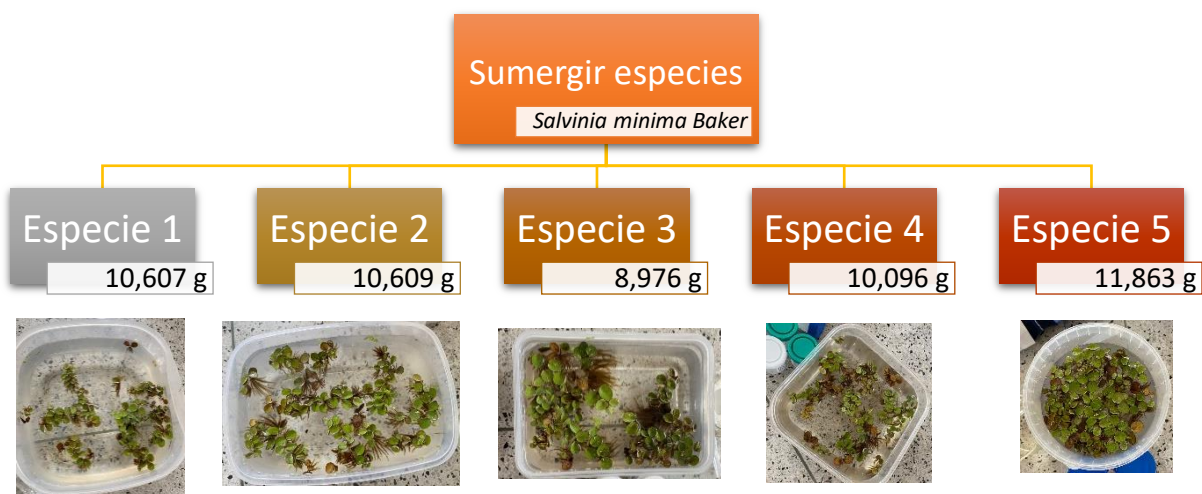 Sumergir especies
Salvinia minima Baker
Especie 1
10,607 g
Especie 2
10,609 g
Especie 3
8,976 g
Especie 4
10,096 g
Especie 5
11,863 g